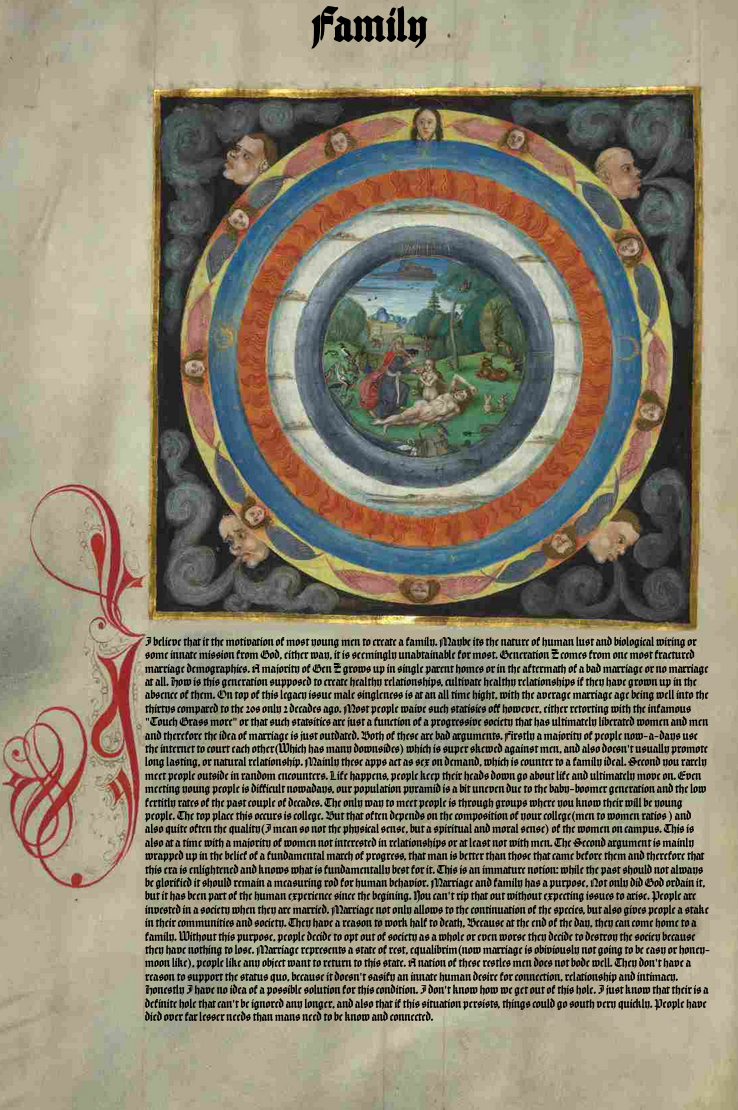 Family
I believe that it the motivation of most young men to create a family. Maybe its the nature of human lust and biological wiring or
some innate mission from God, either way, it is seemingly unabtainable for most. Generation Z comes from one most fractured
marriage demographics. A majority of Gen Z grows up in single parent homes or in the aftermath of a bad marriage or no marriage
at all. How is this generation supposed to create healthy relationships, cultivate healthy relationships if they have grown up in the
absence of them. On top of this legacy issue male singleness is at an all time hight, with the average marriage age being well into the
thirtys compared to the 20s only 2 decades ago. Most people waive such statisics off however, either retorting with the infamous
"Touch Grass more" or that such statsitics are just a function of a progressive society that has ultimately liberated women and men
and therefore the idea of marriage is just outdated. Both of these are bad arguments. Firstly a majority of people now-a-days use
the internet to court each other(Which has many downsides) which is super skewed against men, and also doesn't usually promote
long lasting, or natural relationship. Mainly these apps act as sex on demand, which is counter to a family ideal. Second you rarely
meet people outside in random encounters. Life happens, people keep their heads down go about life and ultimately move on. Even
meeting young people is difficult nowadays, our population pyramid is a bit uneven due to the baby-boomer generation and the low
fertitly rates of the past couple of decades. The only way to meet people is through groups where you know their will be young
people. The top place this occurs is college. But that often depends on the composition of your college(men to women ratios ) and
also quite often the quality(I mean so not the physical sense, but a spiritual and moral sense) of the women on campus. This is
also at a time with a majority of women not interested in relationships or at least not with men. The Second argument is mainly
wrapped up in the belief of a fundamental march of progress, that man is better than those that came before them and therefore that
this era is enlightened and knows what is fundamentally best for it. This is an immature notion: while the past should not always
be glorified it should remain a measuring rod for human behavior. Marriage and family has a purpose, Not only did God ordain it,
but it has been part of the human experience since the begining. You can't rip that out without expecting issues to arise. People are
invested in a society when they are married. Marriage not only allows to the continuation of the species, but also gives people a stake
in their communities and society. They have a reason to work half to death, Because at the end of the day, they can come home to a
family. Without this purpose, people decide to opt out of society as a whole or even worse they decide to destroy the society because
they have nothing to lose. Marriage represents a state of rest, equalibrim(now marriage is obiviously not going to be easy or honey-
moon like), people like any object want to return to this state. A nation of these restles men does not bode well. They don't have a
reason to support the status quo, because it doesn't sasify an innate human desire for connection, relationship and intimacy.
Honestly I have no idea of a possible solution for this condition. I don't know how we get out of this hole. I just know that their is a
definite hole that can't be ignored any longer, and also that if this situation persists, things could go south very quickly. People have
died over far lesser needs than mans need to be know and connected.